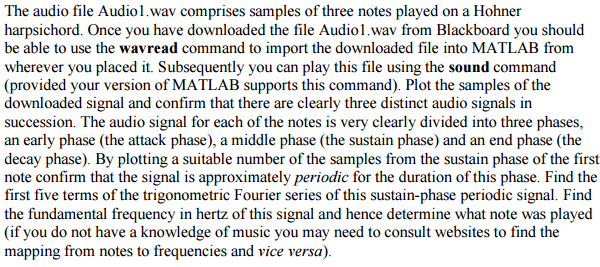 The audio file Audio1.wav comprises samples of three notes played on a Hohner
harpsichord. Once you have downloaded the file Audio1.wav from Blackboard you should
be able to use the wavread command to import the downloaded file into MATLAB from
wherever you placed it. Subsequently you can play this file using the sound command
(provided your version of MATLAB supports this command). Plot the samples of the
downloaded signal and confirm that there are clearly three distinct audio signals in
succession. The audio signal for each of the notes is very clearly divided into three phases,
an early phase (the attack phase), a middle phase (the sustain phase) and an end phase (the
decay phase). By plotting a suitable number of the samples from the sustain phase of the first
note confirm that the signal is approximately periodic for the duration of this phase. Find the
first five terms of the trigonometric Fourier series of this sustain-phase periodic signal. Find
the fundamental frequency in hertz of this signal and hence determine what note was played
(if you do not have a knowledge of music you may need to consult websites to find the
mapping from notes to frequencies and vice versa).